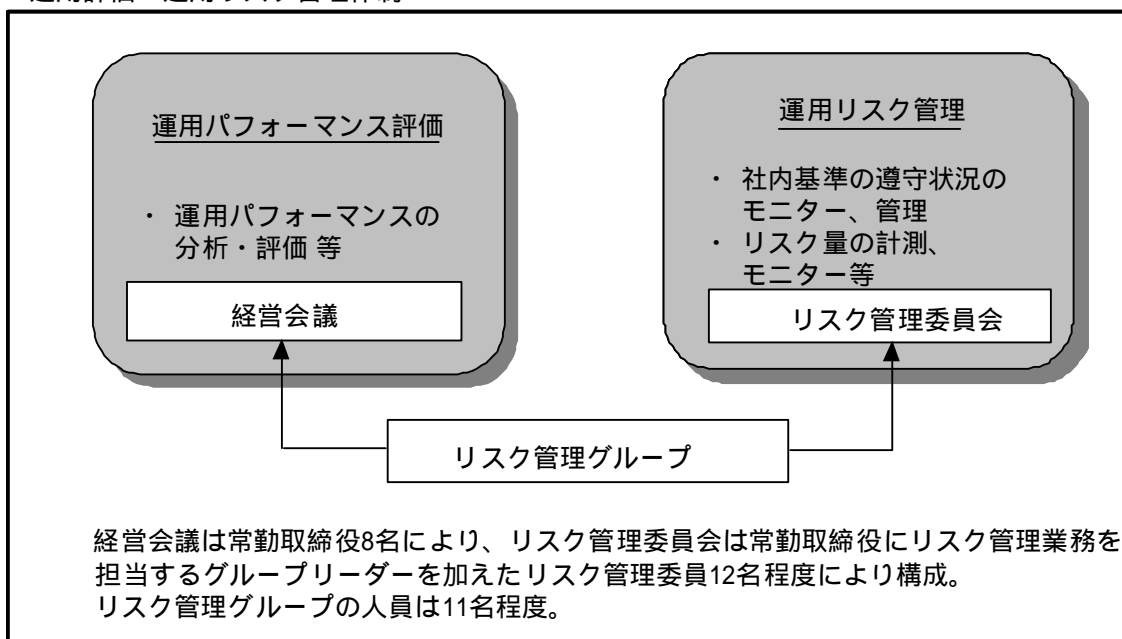 運用パフォーマンス評価
・ 運用パフォーマンスの
分析・評価 等
経営会議
運用リスク管理
・ 社内基準の遵守状況の
モニター、管理
・ リスク量の計測、
モニター等
リスク管理委員会
リスク管理グループ
経営会議は常勤取締役8名により、リスク管理委員会は常勤取締役にリスク管理業務を
担当するグループリーダーを加えたリスク管理委員12名程度により構成。
リスク管理グループの人員は11名程度。